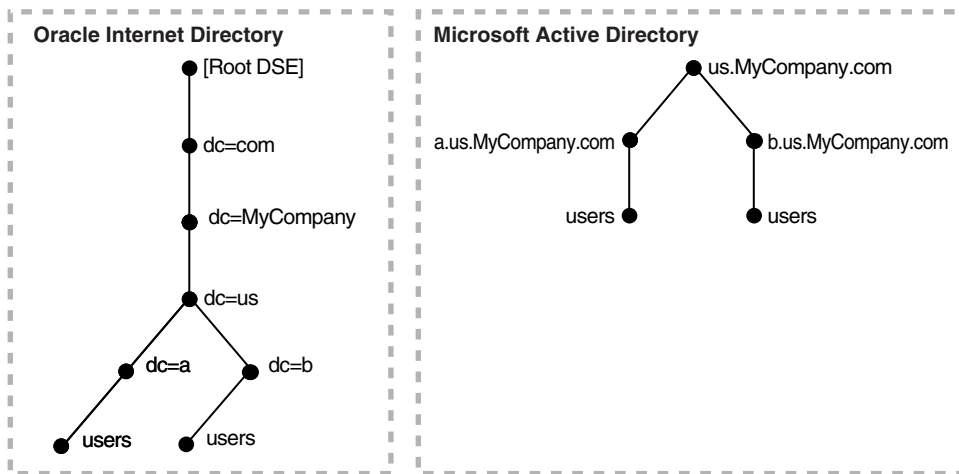 Oracle Internet Directory
[Root DSE]
dc=com
dc=MyCompany
dc=us
dc=a
dc=b
users
users
Microsoft Active Directory
us.MyCompany.com
a.us.MyCompany.com
b.us.MyCompany.com
users
users